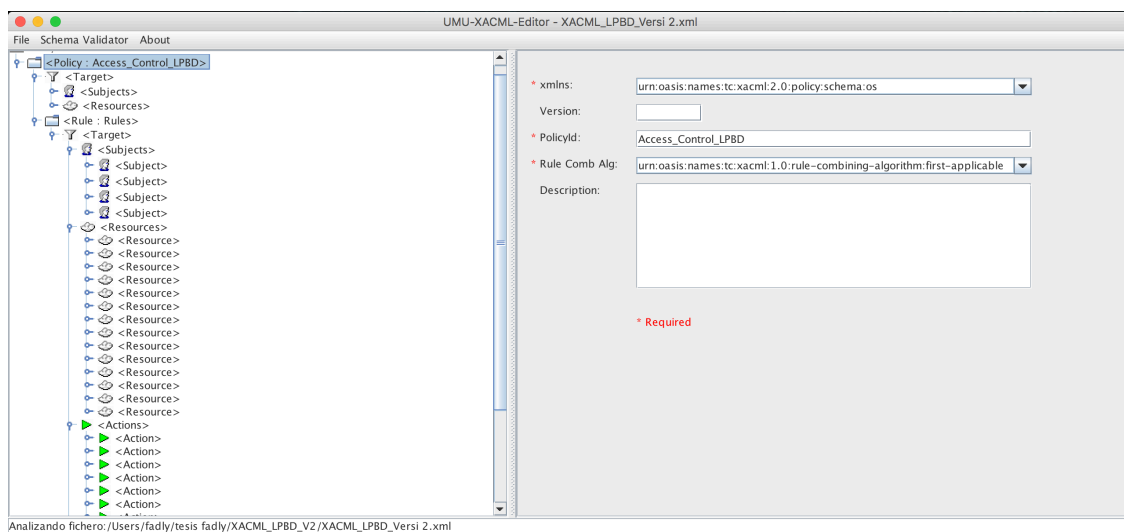 UMU-XACML-Editor - XACML_LPBD_Versi 2.xml
File Schema Validator About
<Policy : Access_Control_LPBD>
<Target>
<Subjects>
<Resources>
<Rule : Rules>
<Target>
<Subjects>
<Subject>
<Subject>
<Subject>
<Subject>
<Resources>
<Resource>
<Resource>
<Resource>
<Resource>
<Resource>
<Resource>
<Resource>
<Resource>
<Resource>
<Resource>
<Resource>
<Resource>
<Resource>
<Resource>
<Actions>
<Action>
<Action>
<Action>
<Action>
<Action>
<Action>
* xmlns: urn:oasis:names:tc:xacml:2.0:policy:schema:os
Version:
* PolicyId: Access_Control_LPBD
* Rule Comb Alg: urn:oasis:names:tc:xacml:1.0:rule-combining-algorithm:first-applicable
Description:
* Required
Analizando fichero:/Users/fadly/tesis fadly/XACML_LPBD_V2/XACML_LPBD_Versi 2.xml